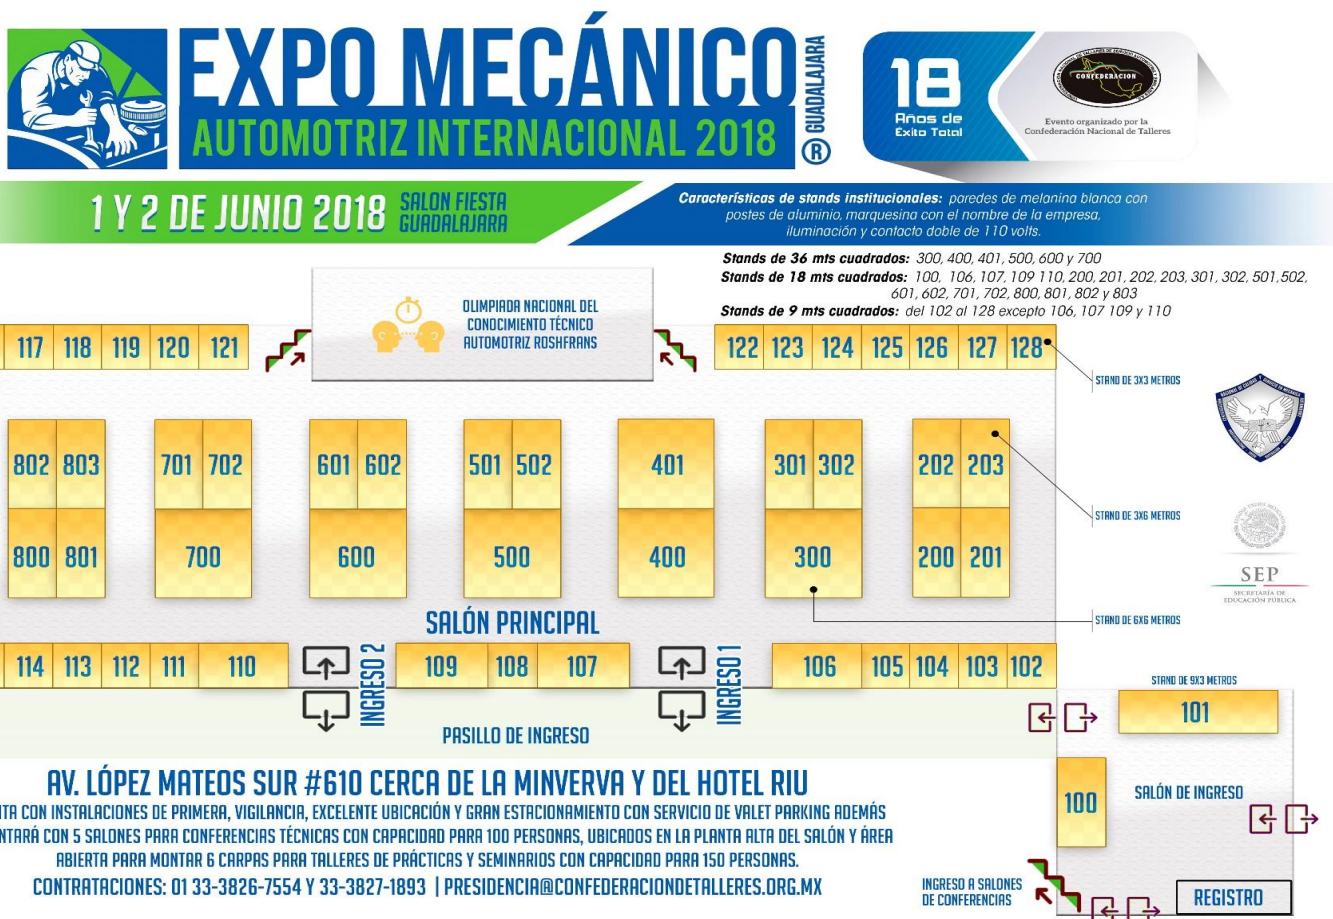 EXPO MECÁNICO
AUTOMOTRIZ INTERNACIONAL 2018
® GUADALAJARA
18
Años de
Éxito Total
CONFEDERACION
Evento organizado por la
Confederación Nacional de Talleres
1 Y 2 DE JUNIO 2018
SALON FIESTA
GUADALAJARA
Características de stands institucionales: paredes de melanina blanca con
postes de aluminio, marquesina con el nombre de la empresa,
iluminación y contacto doble de 110 volts.
Stands de 36 mts cuadrados: 300, 400, 401, 500, 600 y 700
Stands de 18 mts cuadrados: 100, 106, 107, 109 110, 200, 201, 202, 203, 301, 302, 501,502,
601, 602, 701, 702, 800, 801, 802 y 803
Stands de 9 mts cuadrados: del 102 al 128 excepto 106, 107 109 y 110
OLIMPIADA NACIONAL DEL
CONOCIMIENTO TÉCNICO
AUTOMOTRIZ ROSHFRANS
117 118 119 120 121
122 123 124 125 126 127 128
STAND DE 3X3 METROS
802 803 701 702 601 602 501 502 401 301 302 202 203
STAND DE 3X6 METROS
800 801 700 600 500 400 300 200 201
SEP
SECRETARÍA DE
EDUCACIÓN PÚBLICA
STAND DE 6X6 METROS
SALÓN PRINCIPAL
114 113 112 111 110
INGRESO 2
109 108 107
INGRESO 1
106 105 104 103 102
STAND DE 9X3 METROS
101
PASILLO DE INGRESO
100
SALÓN DE INGRESO
AV. LÓPEZ MATEOS SUR #610 CERCA DE LA MINVERVA Y DEL HOTEL RIU
NTA CON INSTALACIONES DE PRIMERA, VIGILANCIA, EXCELENTE UBICACIÓN Y GRAN ESTACIONAMIENTO CON SERVICIO DE VALET PARKING ADEMÁS
NTARÁ CON 5 SALONES PARA CONFERENCIAS TÉCNICAS CON CAPACIDAD PARA 100 PERSONAS, UBICADOS EN LA PLANTA ALTA DEL SALÓN Y ÁREA
ABIERTA PARA MONTAR 6 CARPAS PARA TALLERES DE PRÁCTICAS Y SEMINARIOS CON CAPACIDAD PARA 150 PERSONAS.
CONTRATACIONES: 01 33-3826-7554 Y 33-3827-1893 | PRESIDENCIA@CONFEDERACIONDETALLERES.ORG.MX
INGRESO A SALONES
DE CONFERENCIAS
REGISTRO